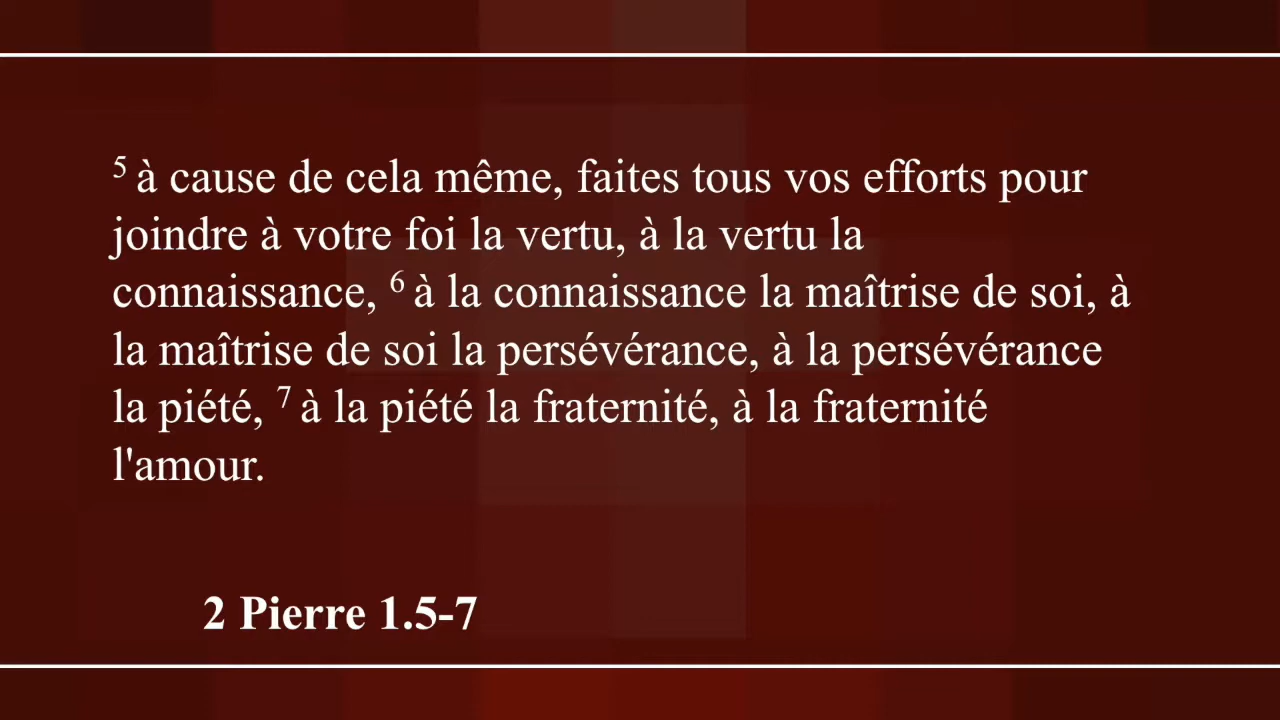 5 à cause de cela même, faites tous vos efforts pour
joindre à votre foi la vertu, à la vertu la
connaissance, 6 à la connaissance la maîtrise de soi, à
la maîtrise de soi la persévérance, à la persévérance
la piété, 7 à la piété la fraternité, à la fraternité
l'amour.
2 Pierre 1.5-7